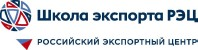 Школа экспорта РЭЦ
РОССИЙСКИЙ ЭКСПОРТНЫЙ ЦЕНТР